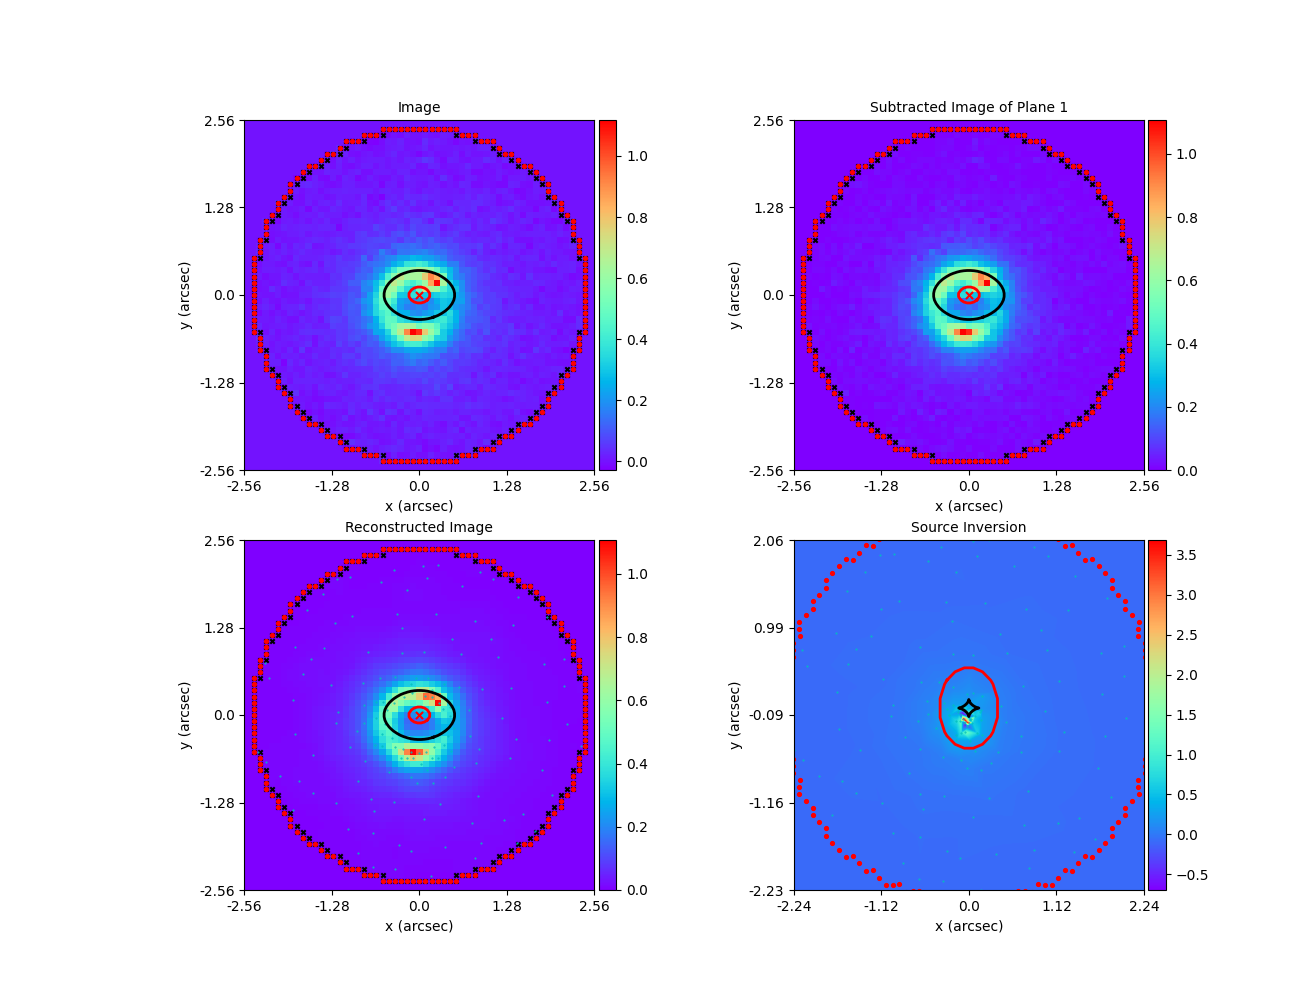 Image
2.56
1.28
0.0
-1.28
-2.56
-2.56 -1.28 0.0 1.28 2.56
x (arcsec)
y (arcsec)
1.0
0.8
0.6
0.4
0.2
0.0
Subtracted Image of Plane 1
2.56
1.28
0.0
-1.28
-2.56
-2.56 -1.28 0.0 1.28 2.56
x (arcsec)
y (arcsec)
1.0
0.8
0.6
0.4
0.2
0.0
Reconstructed Image
2.56
1.28
0.0
-1.28
-2.56
-2.56 -1.28 0.0 1.28 2.56
x (arcsec)
y (arcsec)
1.0
0.8
0.6
0.4
0.2
0.0
Source Inversion
2.06
0.99
-0.09
-1.16
-2.23
-2.24 -1.12 0.0 1.12 2.24
x (arcsec)
y (arcsec)
3.5
3.0
2.5
2.0
1.5
1.0
0.5
0.0
−0.5